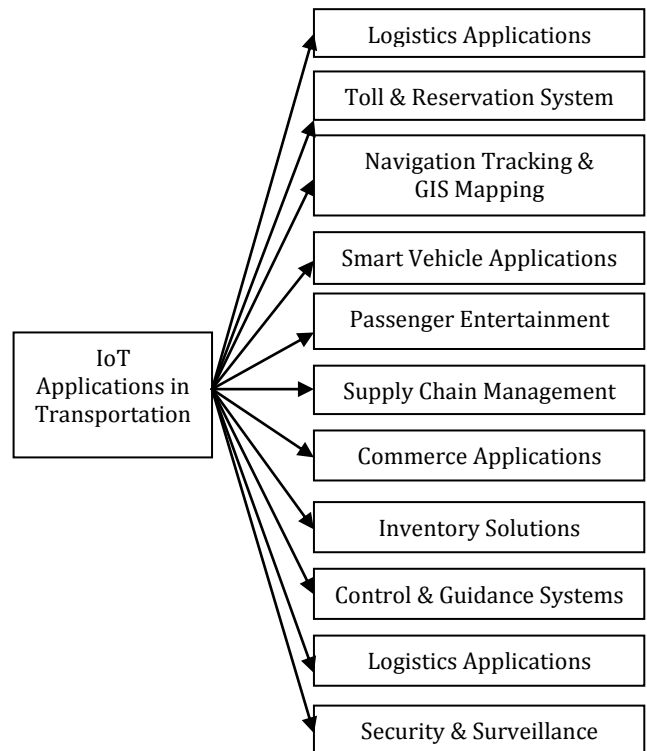 Logistics Applications
Toll & Reservation System
Navigation Tracking &
GIS Mapping
Smart Vehicle Applications
Passenger Entertainment
IoT
Applications in
Transportation
Supply Chain Management
Commerce Applications
Inventory Solutions
Control & Guidance Systems
Logistics Applications
Security & Surveillance